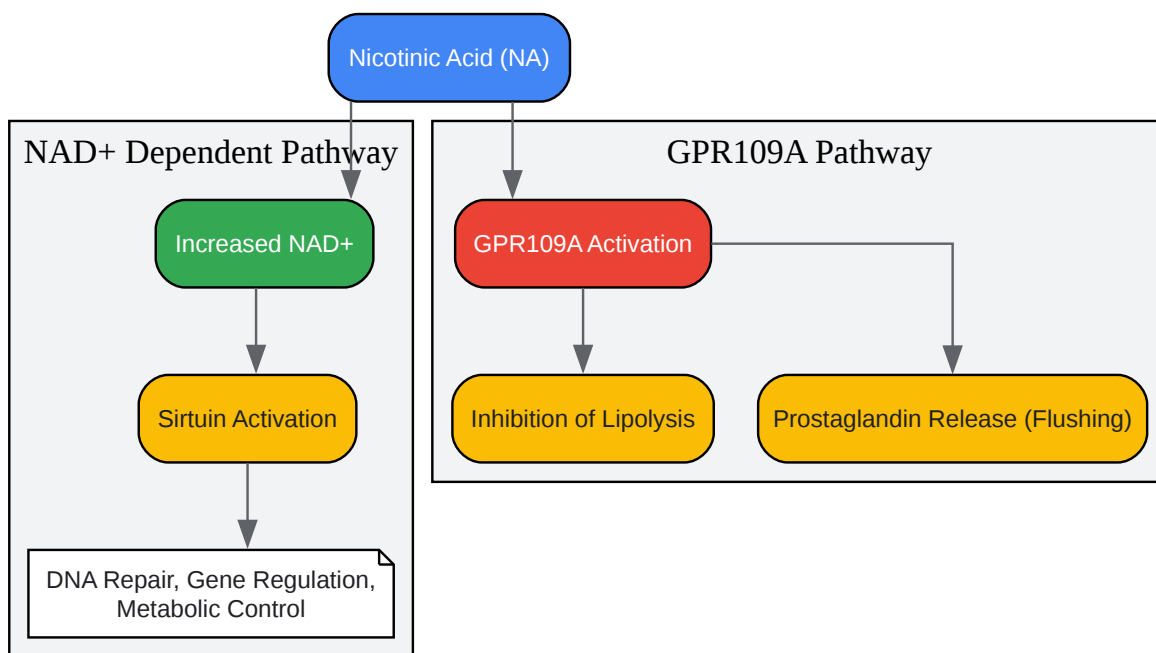 Nicotinic Acid (NA)
NAD+ Dependent Pathway
GPR109A Pathway
Increased NAD+
GPR109A Activation
Sirtuin Activation
Inhibition of Lipolysis
Prostaglandin Release (Flushing)
DNA Repair, Gene Regulation,
Metabolic Control